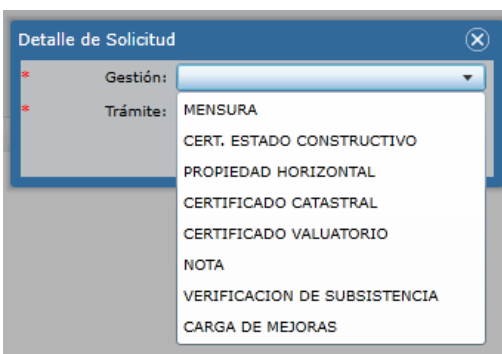 Detalle de Solicitud
* Gestión:
* Trámite:
MENSURA
CERT. ESTADO CONSTRUCTIVO
PROPIEDAD HORIZONTAL
CERTIFICADO CATASTRAL
CERTIFICADO VALUATORIO
NOTA
VERIFICACION DE SUBSISTENCIA
CARGA DE MEJORAS